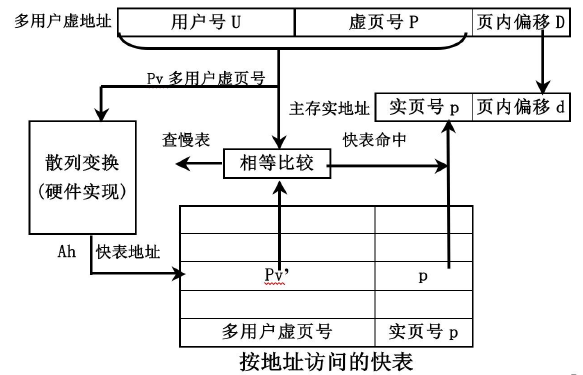 多用户虚地址 用户号 U 虚页号 P 页内偏移 D
Pv 多用户虚页号
主存实地址 实页号 p 页内偏移 d
查慢表 快表命中
散列变换 相等比较
(硬件实现)
Ah 快表地址
Pv’ p
多用户虚页号 实页号 p
按地址访问的快表